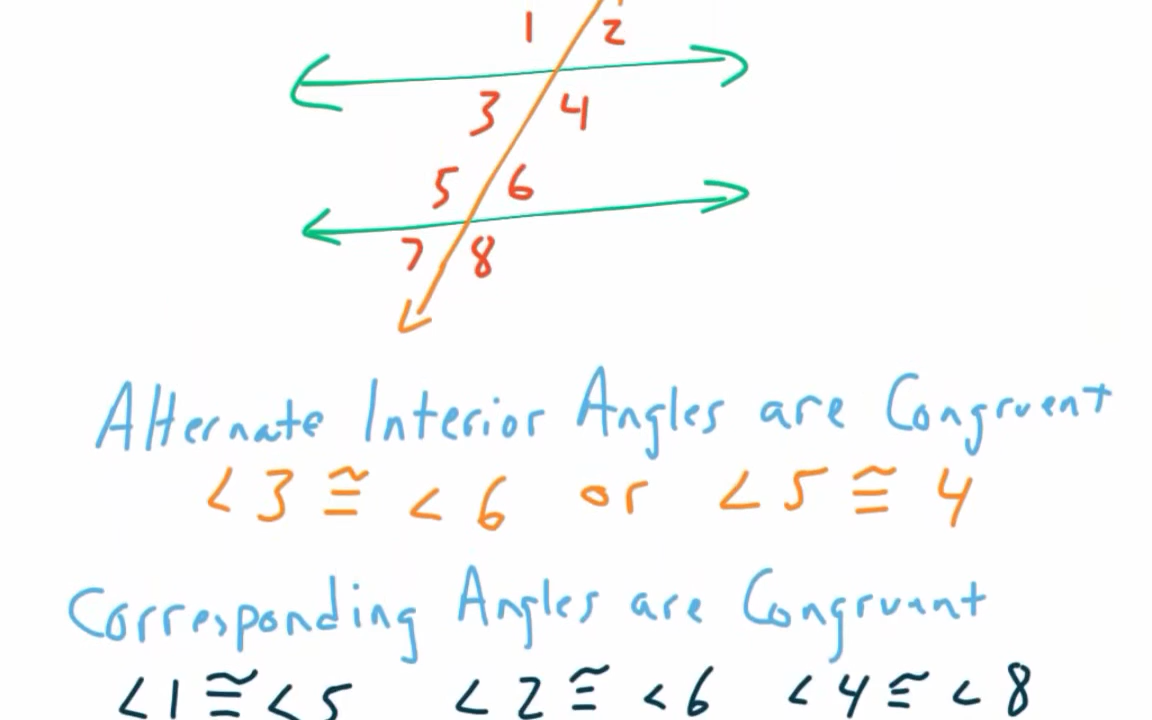 1 2
3 4
5 6
7 8
Alternate Interior Angles are Congruent
<3 ≅ <6 or <5 ≅ 4
Corresponding Angles are Congruant
<1 ≅ <5 <2 ≅ <6 <4 ≅ <8